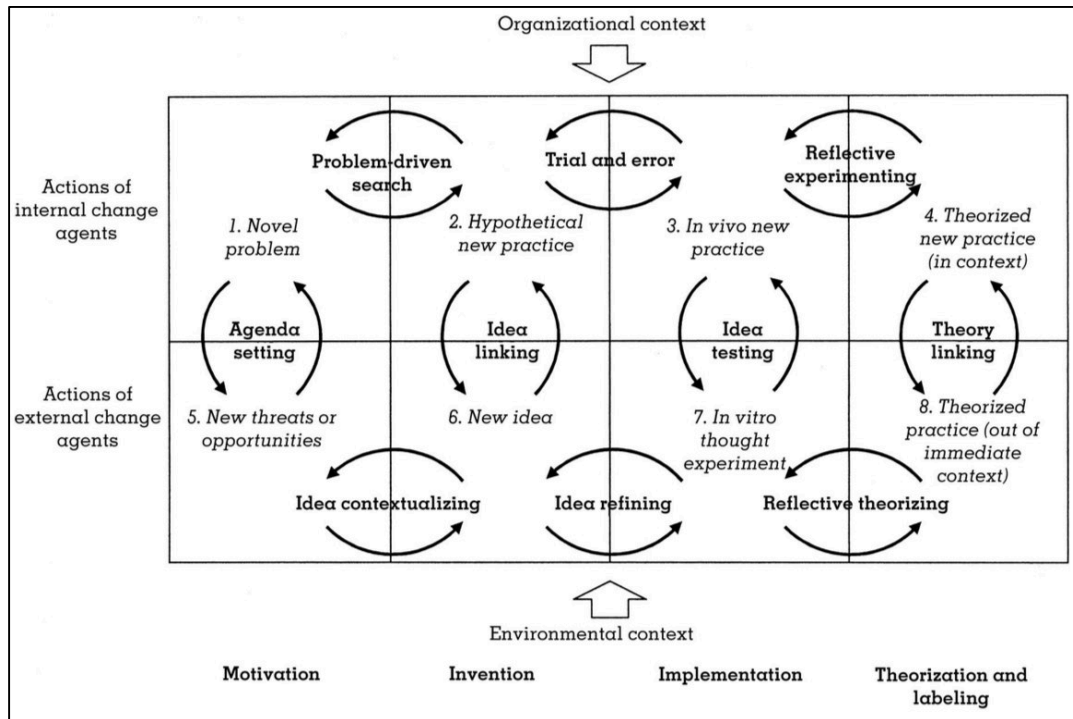 Organizational context
Problem-driven
search
Trial and error
Reflective
experimenting
Actions of
internal change
agents
1. Novel
problem
2. Hypothetical
new practice
3. In vivo new
practice
4. Theorized
new practice
(in context)
Agenda
setting
Idea
linking
Idea
testing
Theory
linking
Actions of
external change
agents
5. New threats or
opportunities
6. New idea
7. In vitro
thought
experiment
8. Theorized
practice (out of
immediate
context)
Idea contextualizing
Idea refining
Reflective theorizing
Environmental context
Motivation
Invention
Implementation
Theorization and
labeling